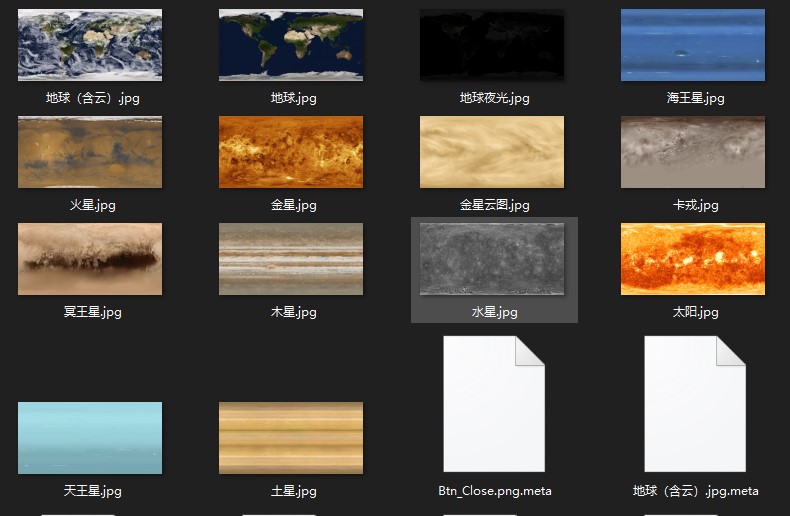 地球（含云）.jpg
地球.jpg
地球夜光.jpg
海王星.jpg
火星.jpg
金星.jpg
金星云图.jpg
卡戎.jpg
冥王星.jpg
木星.jpg
水星.jpg
太阳.jpg
天王星.jpg
土星.jpg
Btn_Close.png.meta
地球（含云）.jpg.meta